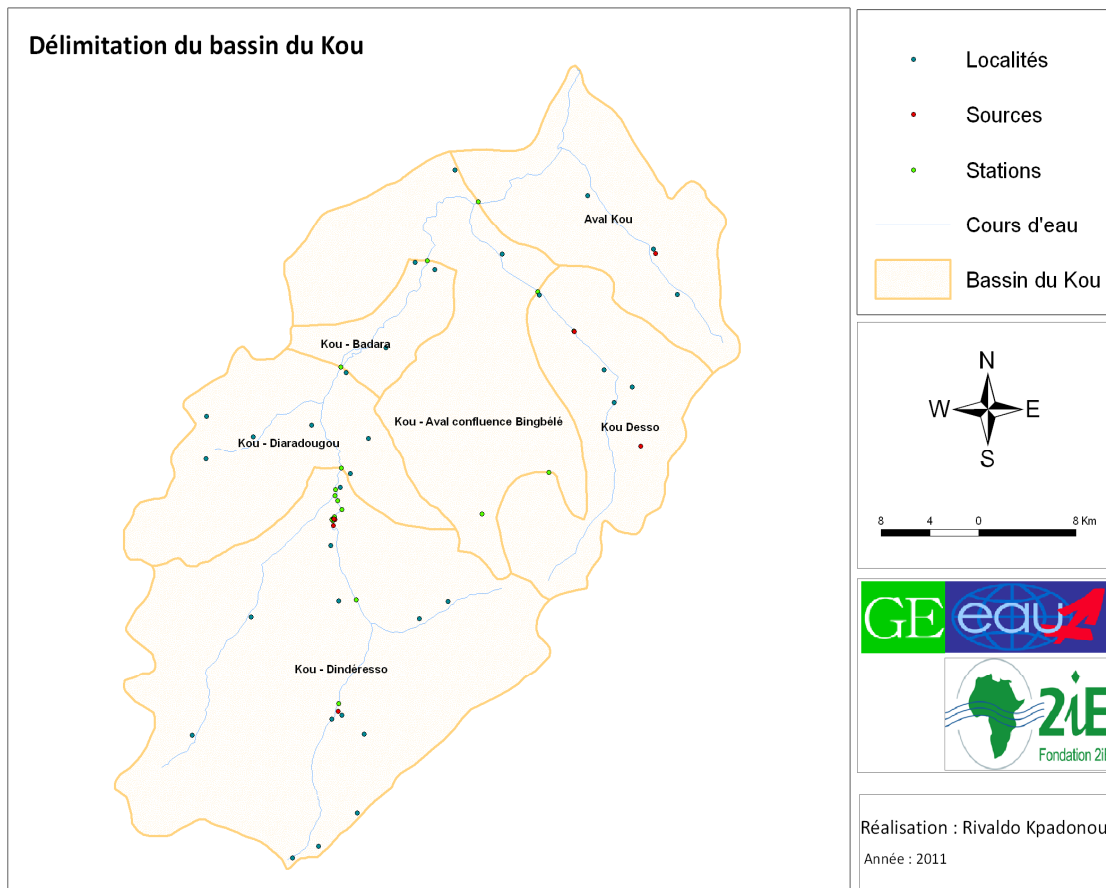 Délimitation du bassin du Kou
Localités
Sources
Stations
Cours d'eau
Bassin du Kou
Aval Kou
Kou - Badara
Kou - Aval confluence Bingbélé
Kou Desso
Kou - Diaradougou
Kou - Dindéresso
N
W
E
S
8 4 0 8 Km
GE eau
2iE
Fondation 2iE
Réalisation : Rivaldo Kpadonou
Année : 2011